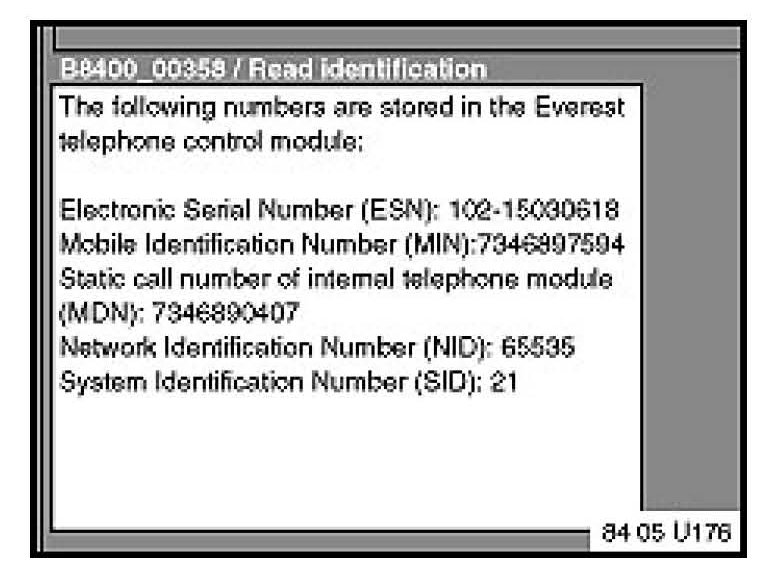 B8400_00358 / Read identification
The following numbers are stored in the Everest
telephone control module:
Electronic Serial Number (ESN): 102-15030618
Mobile Identification Number (MIN):7346897594
Static call number of internal telephone module
(MDN): 7346890407
Network Identification Number (NID): 65535
System Identification Number (SID): 21
84 05 U176